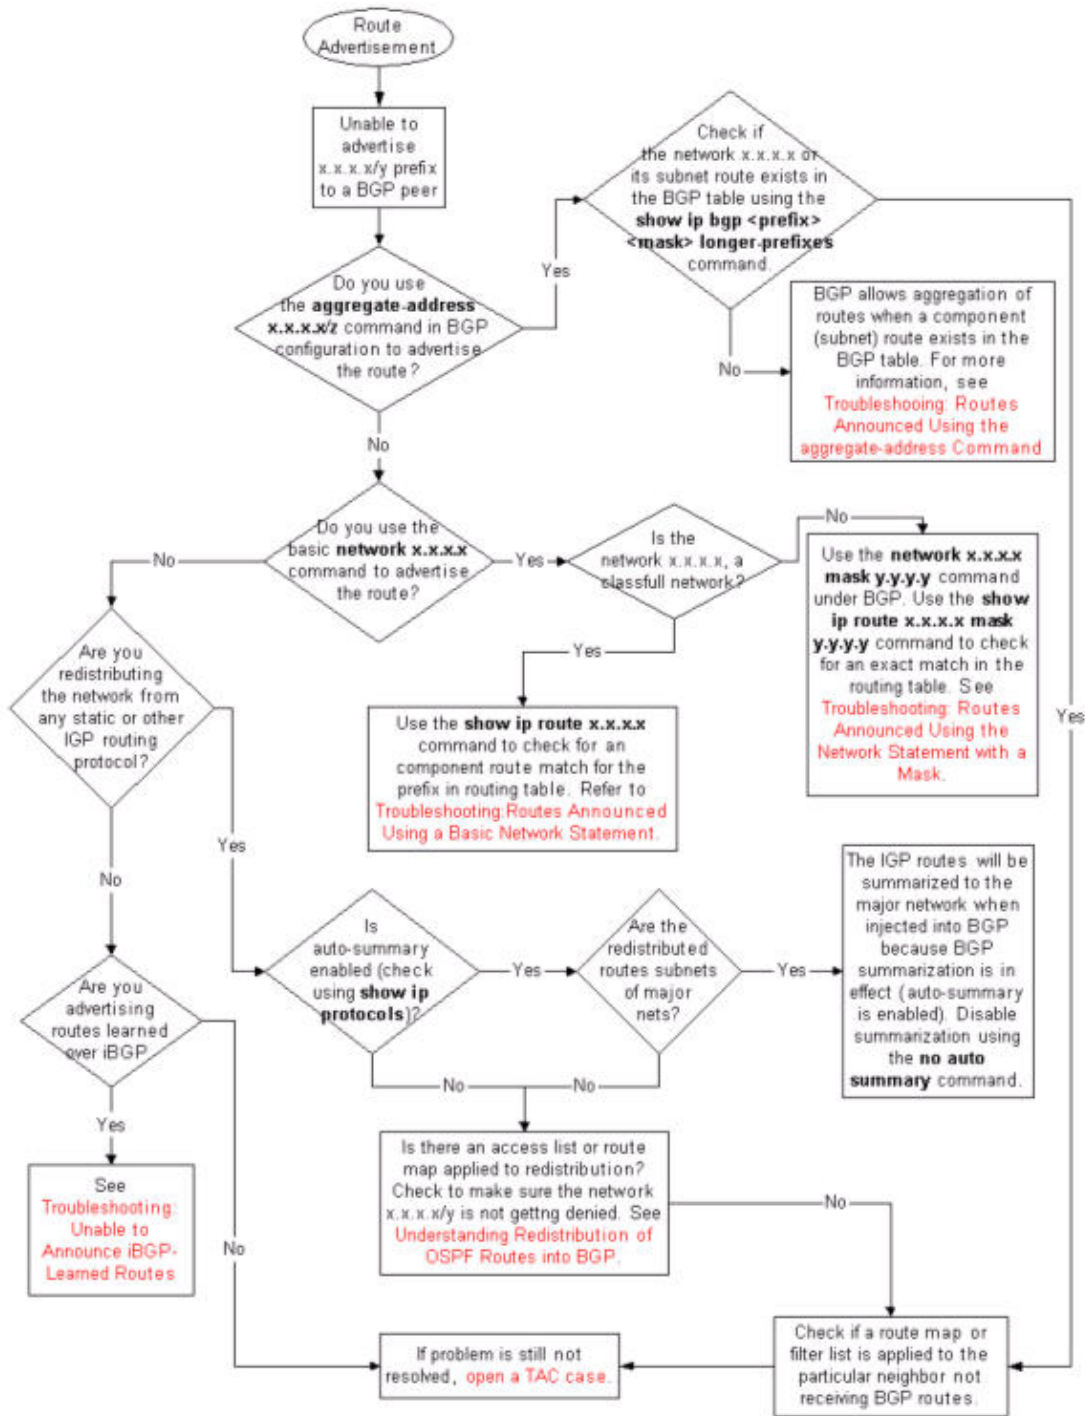 Route
Advertisement
Unable to
advertise
x.x.x.x/y prefix
to a BGP peer
Check if
the network x.x.x.x or
its subnet route exists in
the BGP table using the
show ip bgp <prefix>
<mask> longer-prefixes
command.
Yes
Do you use
the aggregate-address
x.x.x.x/z command in BGP
configuration to advertise
the route?
BGP allows aggregation of
routes when a component
(subnet) route exists in the
BGP table. For more
information, see
Troubleshooing: Routes
Announced Using the
aggregate-address Command
No
No
Do you use the
basic network x.x.x.x
command to advertise
the route?
No
Yes
Is the
network x.x.x.x, a
classfull network?
No
Use the network x.x.x.x
mask y.y.y.y command
under BGP. Use the show
ip route x.x.x.x mask
y.y.y.y command to check
for an exact match in the
routing table. See
Troubleshooting: Routes
Announced Using the
Network Statement with a
Mask.
Yes
Yes
Are you
redistributing
the network from
any static or other
IGP routing
protocol?
Use the show ip route x.x.x.x
command to check for an
component route match for the
prefix in routing table. Refer to
Troubleshooting:Routes Announced
Using a Basic Network Statement.
Yes
No
Is
auto-summary
enabled (check
using show ip
protocols)?
Yes
Are the
redistributed
routes subnets
of major
nets?
Yes
The IGP routes will be
summarized to the
major network when
injected into BGP
because BGP
summarization is in
effect (auto-summary
is enabled). Disable
summarization using
the no auto
summary command.
Are you
advertising
routes learned
over iBGP
No
No
Yes
Is there an access list or route
map applied to redistribution?
Check to make sure the network
x.x.x.x/y is not gettng denied. See
Understanding Redistribution of
OSPF Routes into BGP.
No
See
Troubleshooting:
Unable to
Announce iBGP-
Learned Routes
No
If problem is still not
resolved, open a TAC case.
Check if a route map or
filter list is applied to the
particular neighbor not
receiving BGP routes.